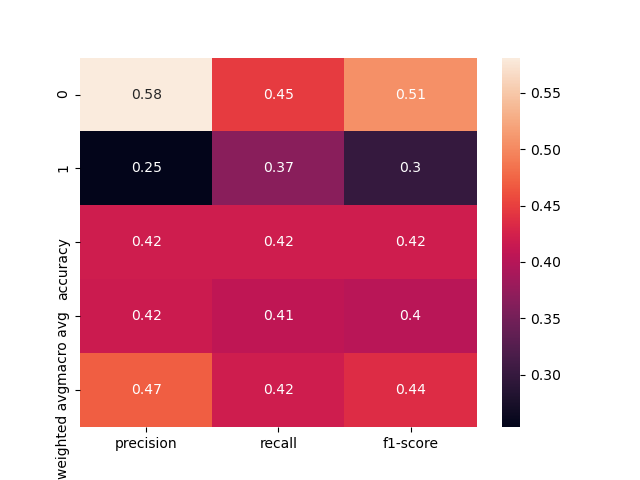 0 0.58 0.45 0.51
1 0.25 0.37 0.3
accuracy 0.42 0.42 0.42
macro avg 0.42 0.41 0.4
weighted avg 0.47 0.42 0.44
precision recall f1-score
0.55
0.50
0.45
0.40
0.35
0.30